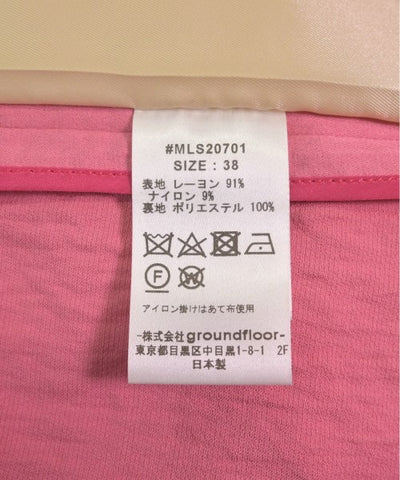 #MLS20701
SIZE : 38
表地 レーヨン 91%
ナイロン 9%
裏地 ポリエステル 100%
F
W
アイロン掛けはあて布使用
-株式会社groundfloor-
東京都目黒区中目黒1-8-1 2F
日本製